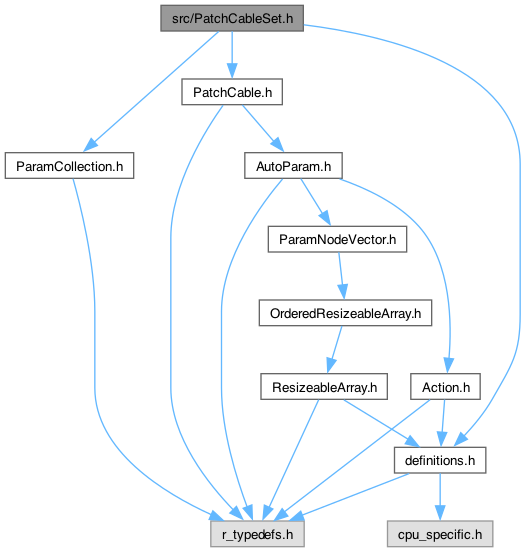 src/PatchCableSet.h
PatchCable.h
ParamCollection.h
AutoParam.h
ParamNodeVector.h
OrderedResizeableArray.h
ResizeableArray.h
Action.h
definitions.h
r_typedefs.h
cpu_specific.h